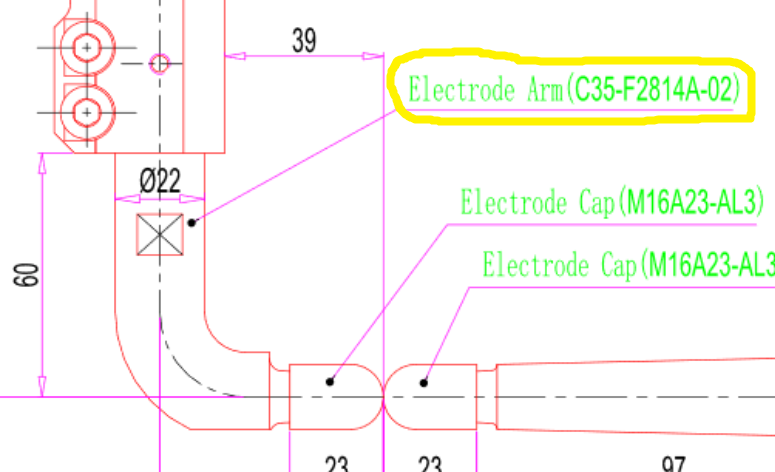 39
Electrode Arm(C35-F2814A-02)
Ø22
Electrode Cap(M16A23-AL3)
Electrode Cap(M16A23-AL3
60
23
23
97